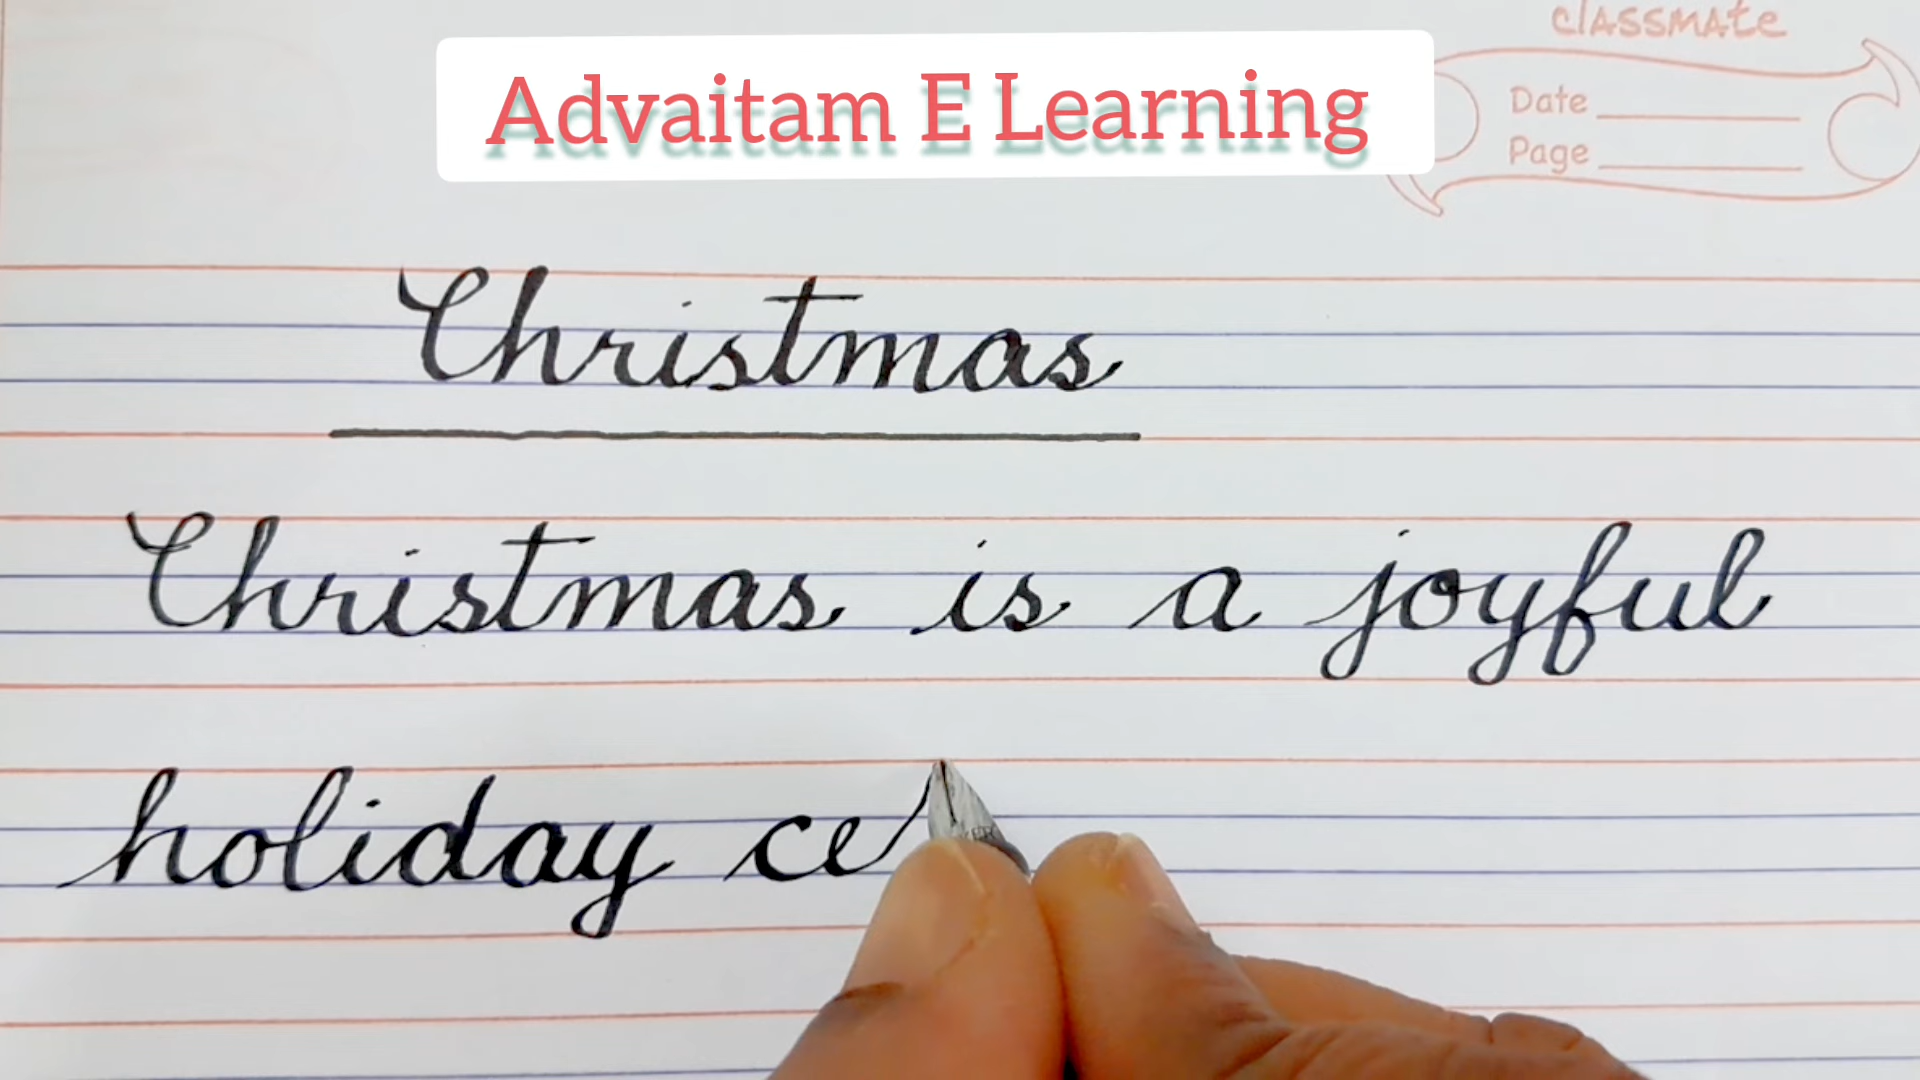 classmate
Advaitam E Learning
Date
Page
Christmas
Christmas is a joyful
holiday ce